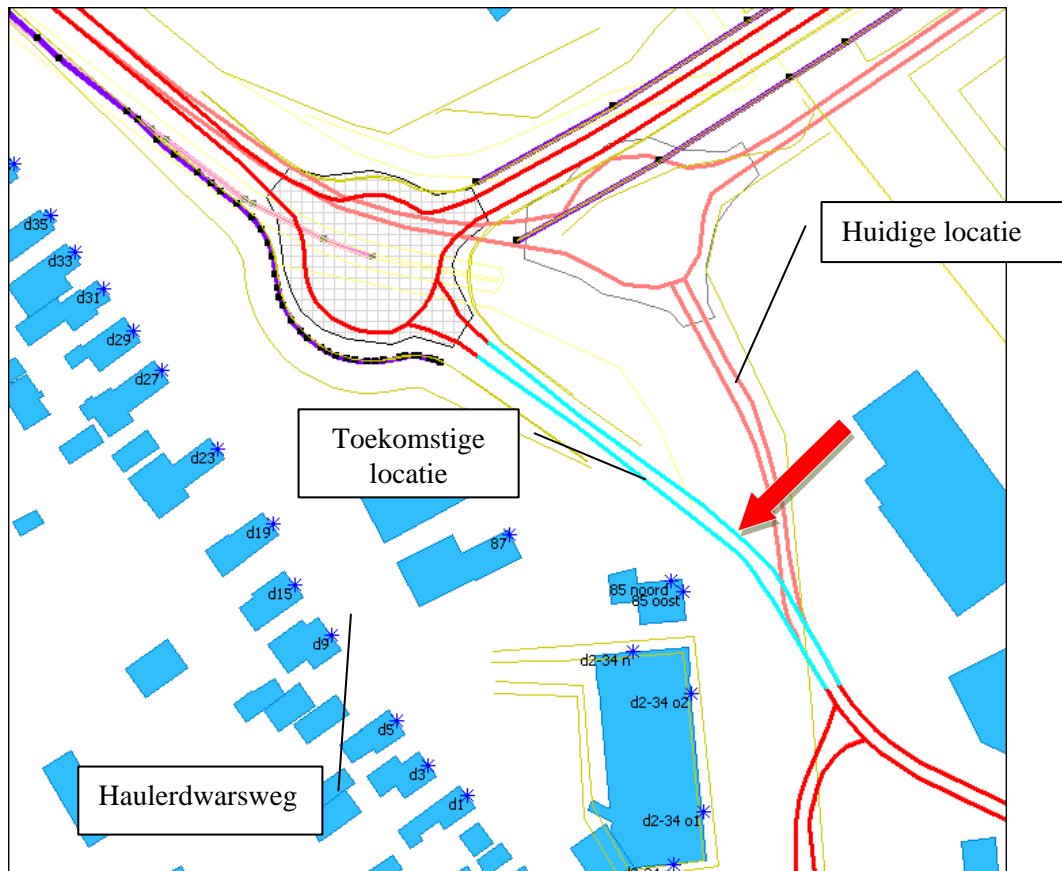 d35
Huidige locatie
d33
d31
d29
d27
Toekomstige
locatie
d23
d19
87
d15
85 noord
85 oost
d9
d2-34 n
d2-34 o2
d5
d3
Haulerdwarsweg
d1
d2-34 o1